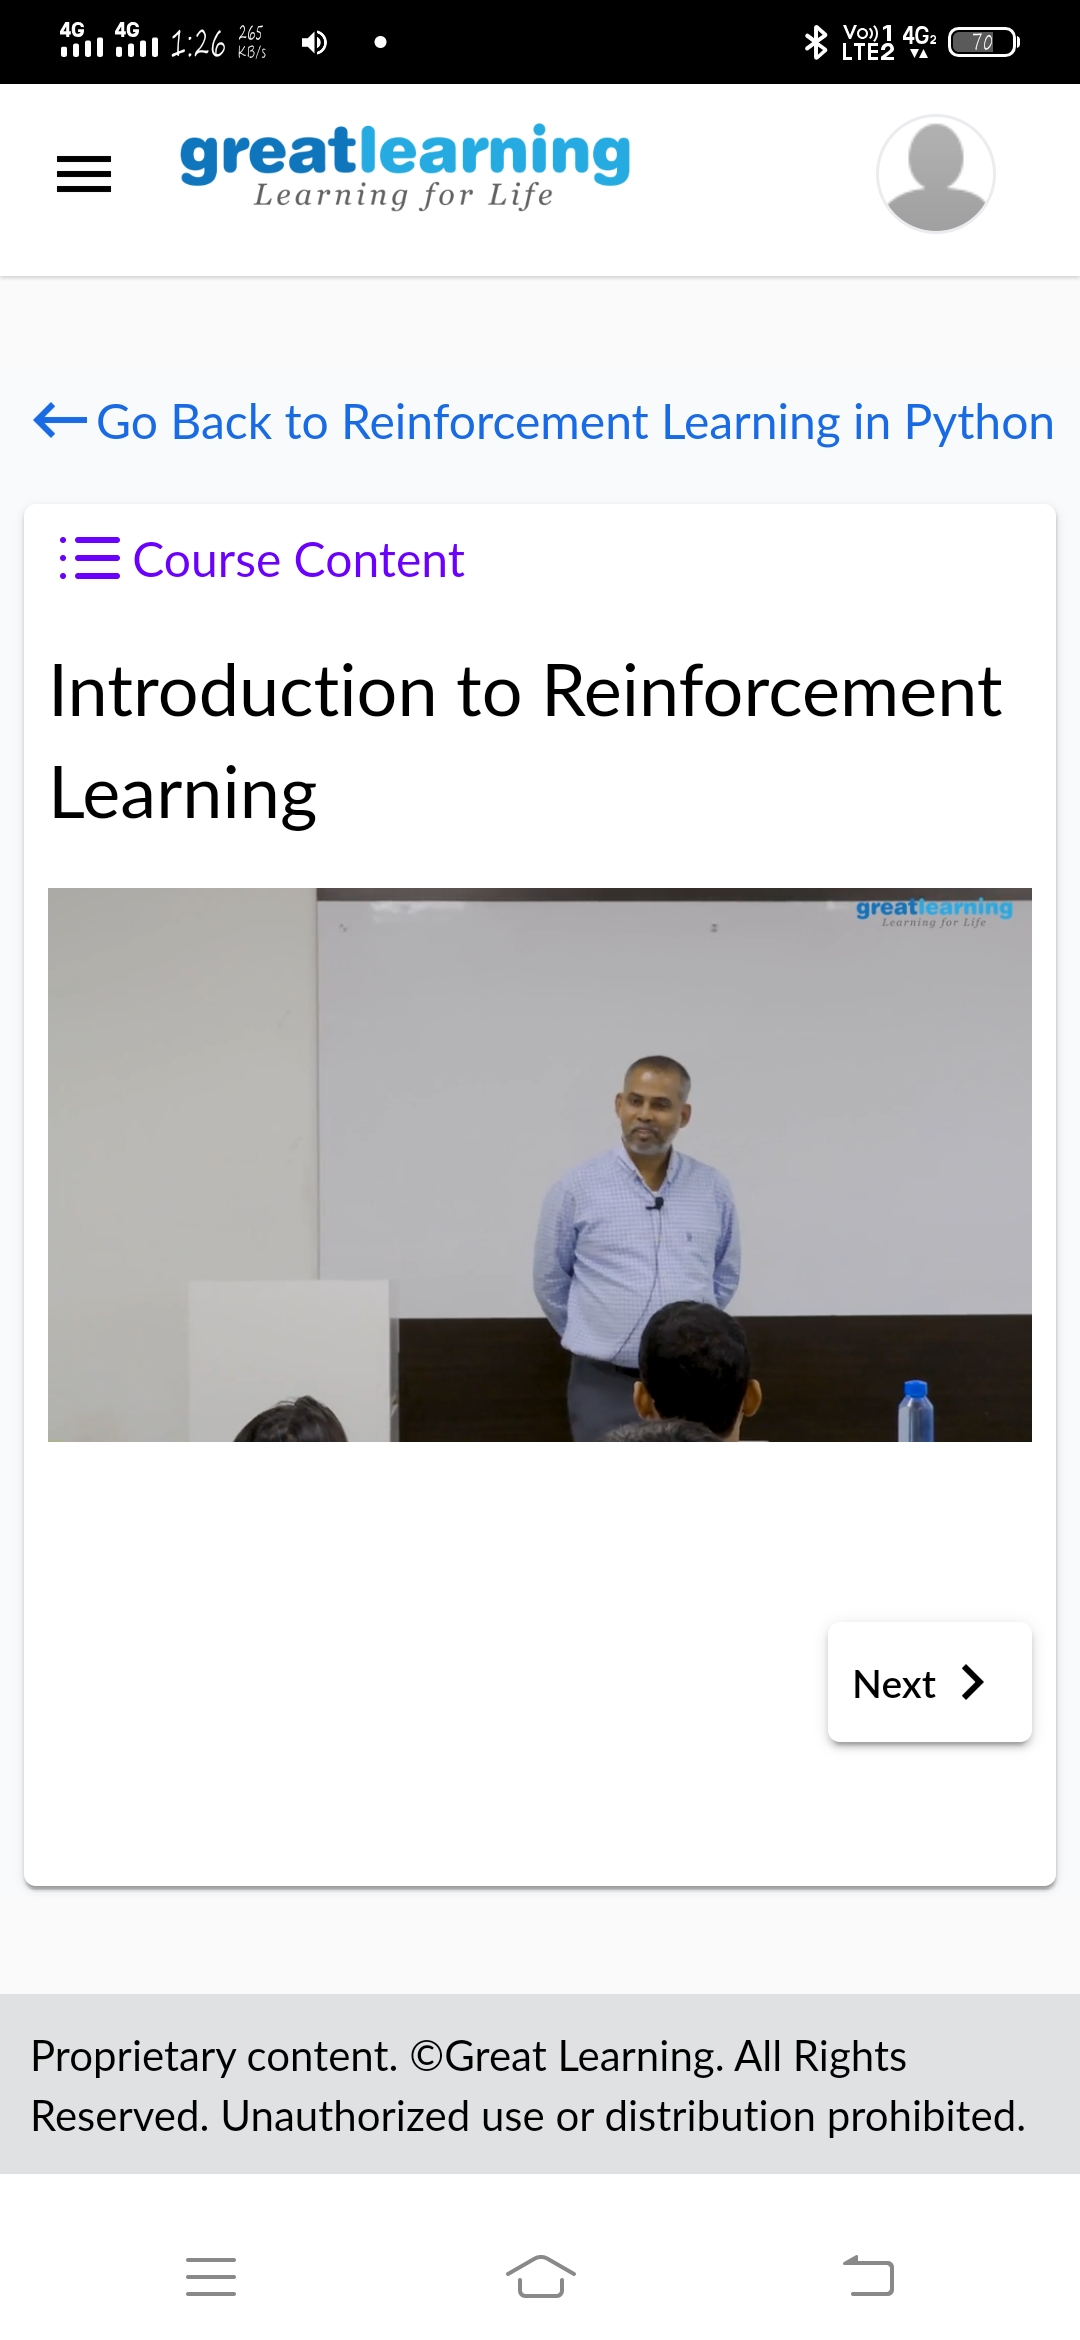 4G 4G 1:26 265 KB/s Vo)) 1 LTE2 4G2 70
greatlearning
Learning for Life
Go Back to Reinforcement Learning in Python
Course Content
Introduction to Reinforcement
Learning
greatlearning
Learning for Life
Next
Proprietary content. ©Great Learning. All Rights
Reserved. Unauthorized use or distribution prohibited.